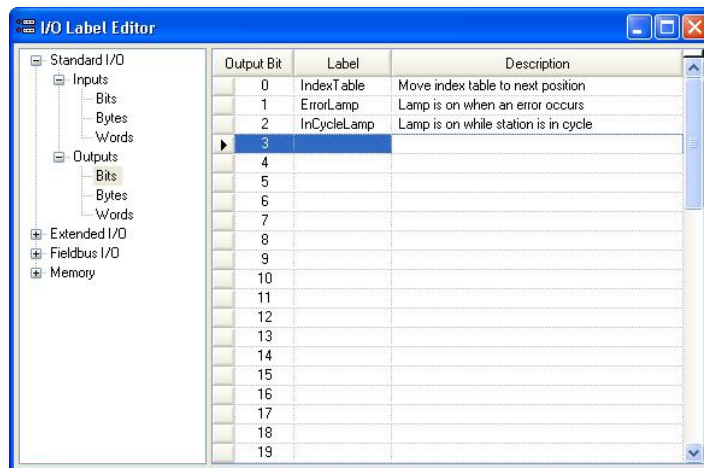 I/O Label Editor
Standard I/O
Inputs
Bits
Bytes
Words
Outputs
Bits
Bytes
Words
Extended I/O
Fieldbus I/O
Memory
Output Bit Label Description
0 IndexTable Move index table to next position
1 ErrorLamp Lamp is on when an error occurs
2 InCycleLamp Lamp is on while station is in cycle
3
4
5
6
7
8
9
10
11
12
13
14
15
16
17
18
19